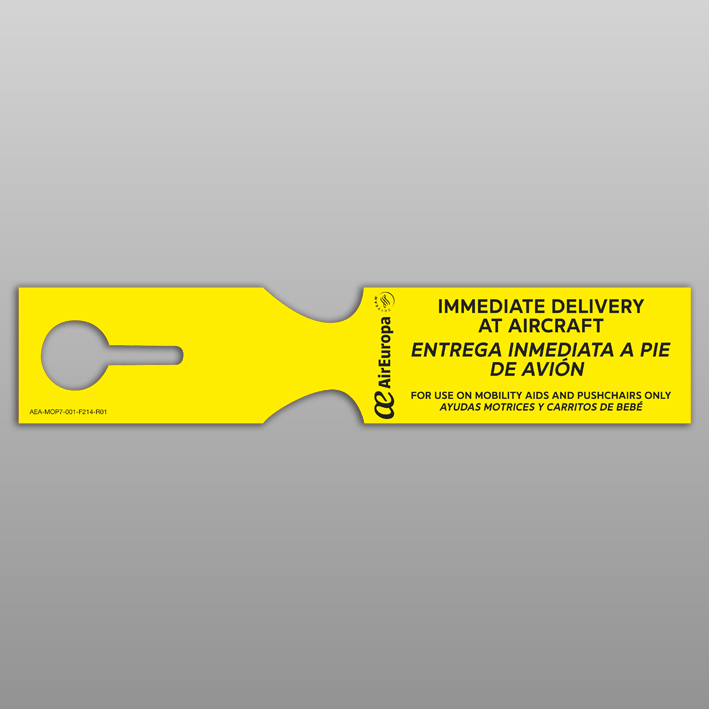 IMMEDIATE DELIVERY
AT AIRCRAFT
ENTREGA INMEDIATA A PIE
DE AVIÓN
FOR USE ON MOBILITY AIDS AND PUSHCHAIRS ONLY
AYUDAS MOTRICES Y CARRITOS DE BEBÉ
æ AirEuropa
AEA-MOP7-001-F214-R01